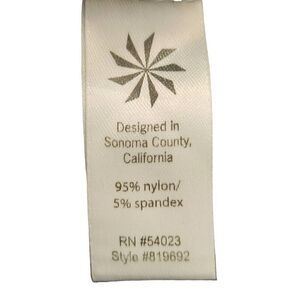 Designed in
Sonoma County,
California
95% nylon/
5% spandex
RN #54023
Style #819692